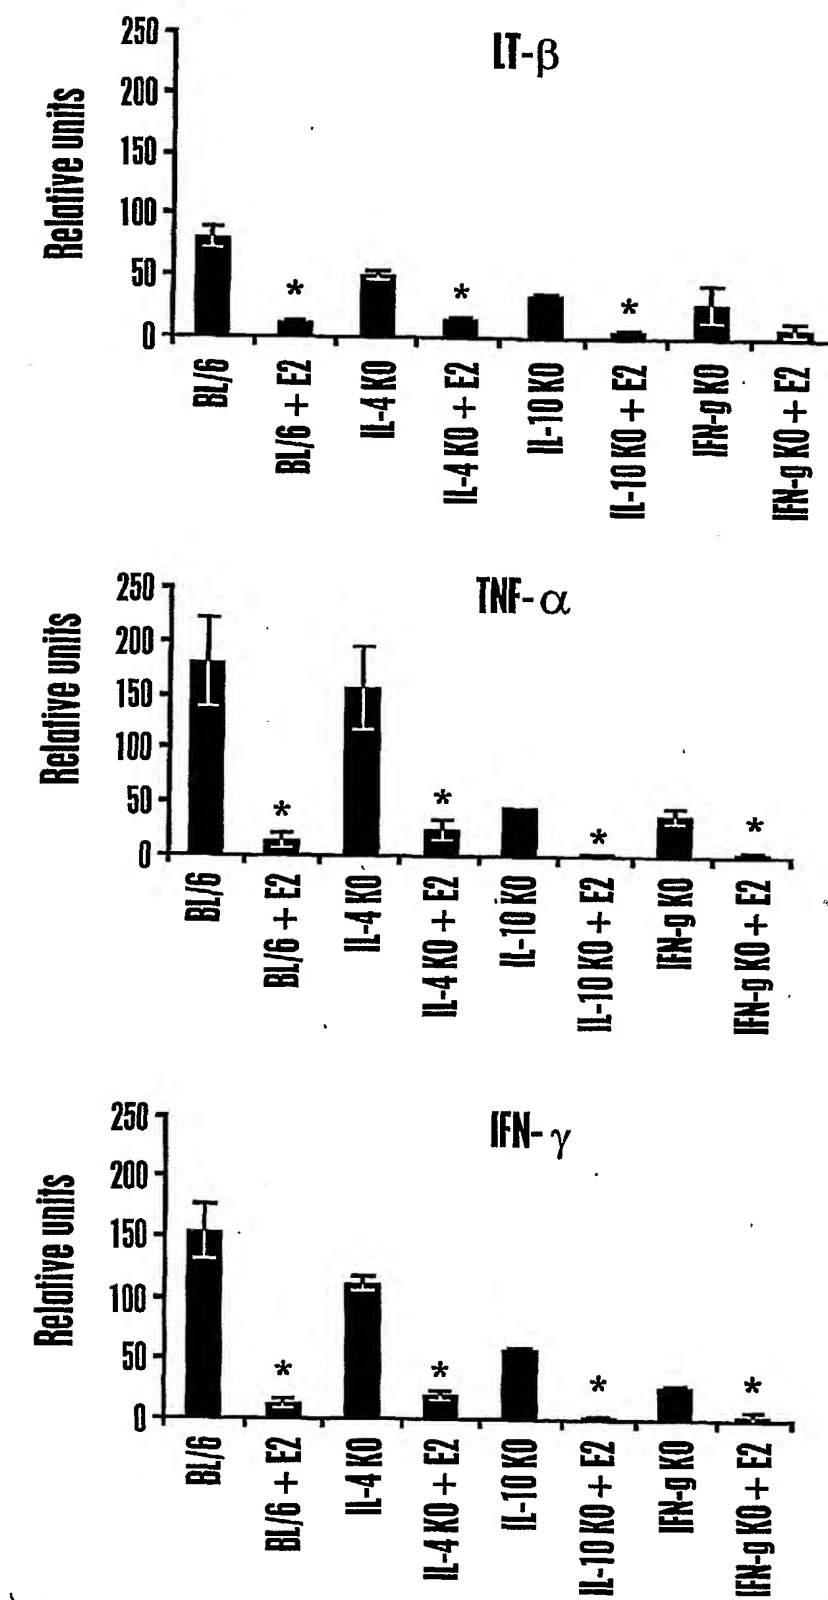 LT-β
Relative units
250
200
150
100
50
0
*
*
*
BL/6
BL/6 + E2
IL-4 KO
IL-4 KO + E2
IL-10 KO
IL-10 KO + E2
IFN-g KO
IFN-g KO + E2
TNF-α
Relative units
250
200
150
100
50
0
*
*
*
*
BL/6
BL/6 + E2
IL-4 KO
IL-4 KO + E2
IL-10 KO
IL-10 KO + E2
IFN-g KO
IFN-g KO + E2
IFN-γ
Relative units
250
200
150
100
50
0
*
*
*
*
BL/6
BL/6 + E2
IL-4 KO
IL-4 KO + E2
IL-10 KO
IL-10 KO + E2
IFN-g KO
IFN-g KO + E2